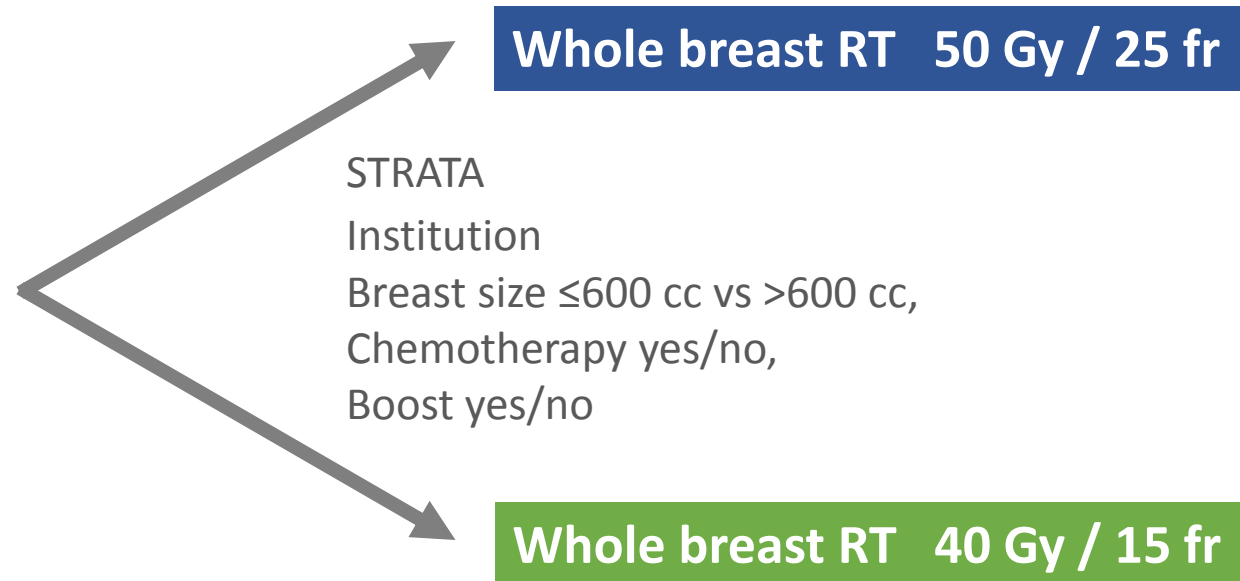 Whole breast RT 50 Gy / 25 fr
STRATA
Institution
Breast size ≤600 cc vs >600 cc,
Chemotherapy yes/no,
Boost yes/no
Whole breast RT 40 Gy / 15 fr